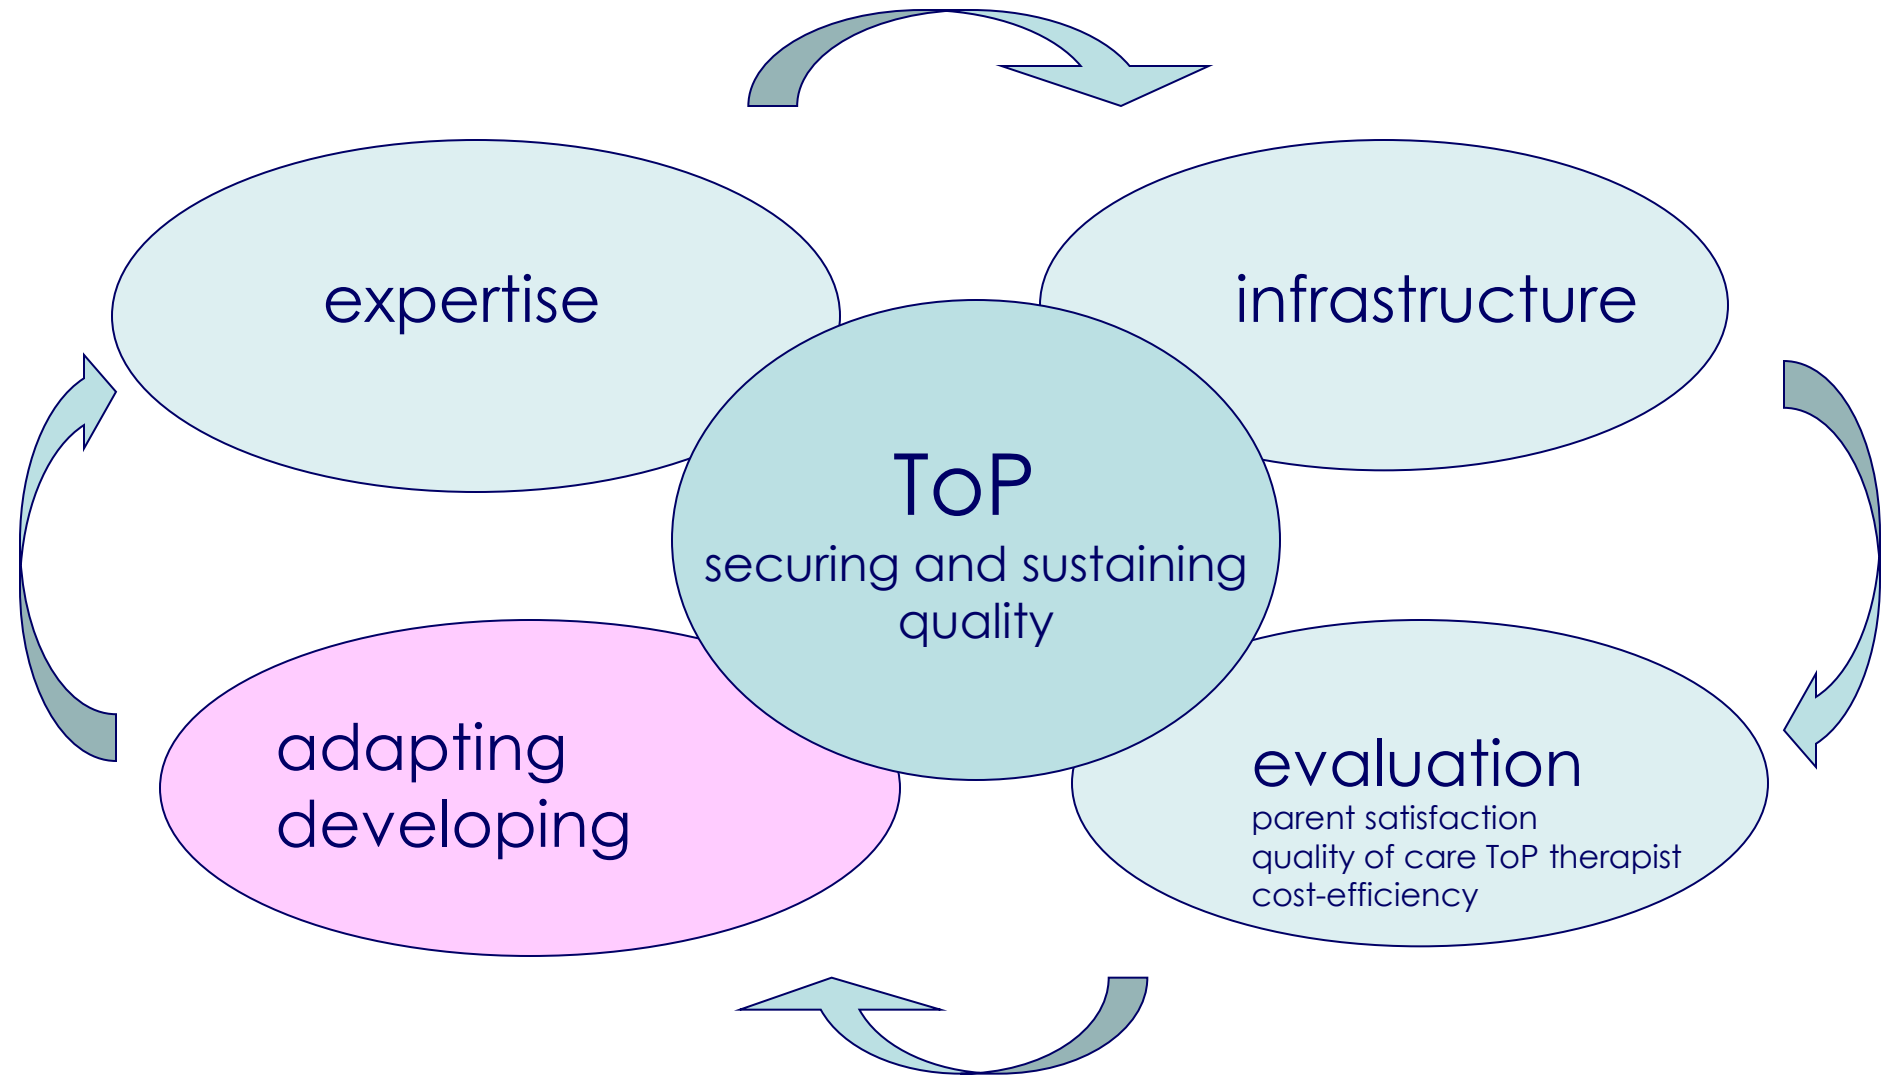 expertise
infrastructure
ToP
securing and sustaining
quality
adapting
developing
evaluation
parent satisfaction
quality of care ToP therapist
cost-efficiency